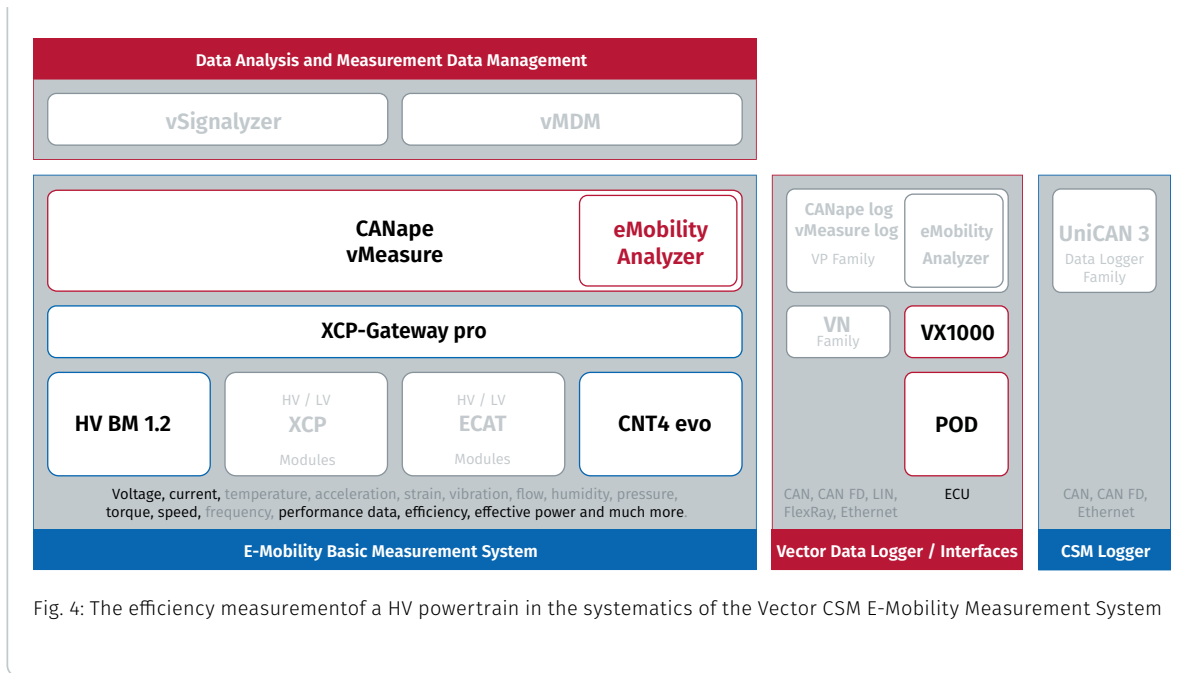 Data Analysis and Measurement Data Management
vSignalyzer
vMDM
CANape
vMeasure
eMobility
Analyzer
XCP-Gateway pro
HV BM 1.2
HV / LV
XCP
Modules
HV / LV
ECAT
Modules
CNT4 evo
Voltage, current, temperature, acceleration, strain, vibration, flow, humidity, pressure,
torque, speed, frequency, performance data, efficiency, effective power and much more.
E-Mobility Basic Measurement System
CANape log
vMeasure log
VP Family
eMobility
Analyzer
VN
Family
VX1000
POD
CAN, CAN FD, LIN,
FlexRay, Ethernet
ECU
Vector Data Logger / Interfaces
UniCAN 3
Data Logger
Family
CAN, CAN FD,
Ethernet
CSM Logger
Fig. 4: The efficiency measurementof a HV powertrain in the systematics of the Vector CSM E-Mobility Measurement System